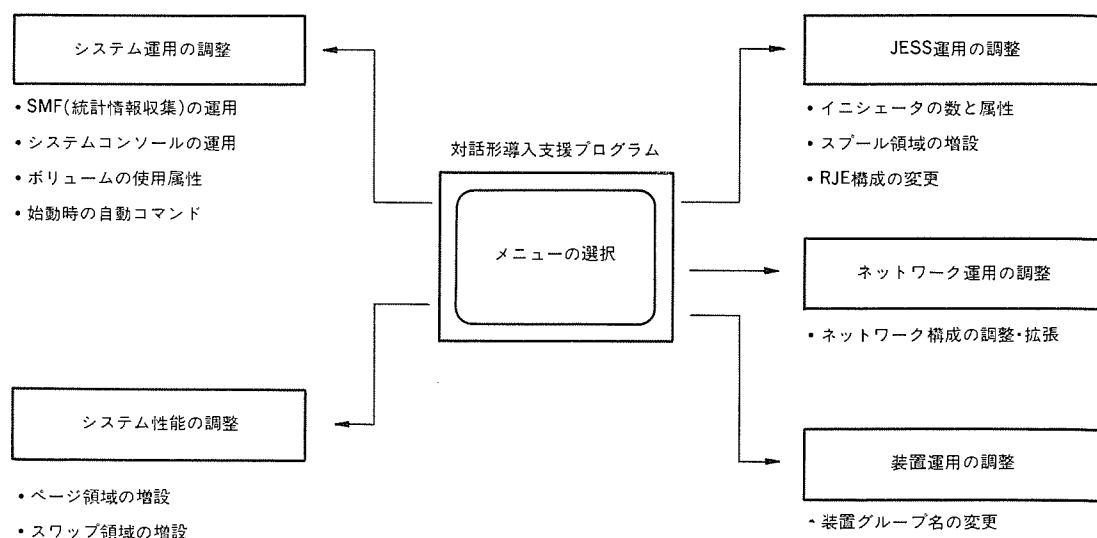 システム運用の調整
・SMF(統計情報収集)の運用
・システムコンソールの運用
・ボリュームの使用属性
・始動時の自動コマンド
システム性能の調整
・ページ領域の増設
・スワップ領域の増設
対話形導入支援プログラム
メニューの選択
JESS運用の調整
・イニシェータの数と属性
・スプール領域の増設
・RJE構成の変更
ネットワーク運用の調整
・ネットワーク構成の調整・拡張
装置運用の調整
・装置グループ名の変更